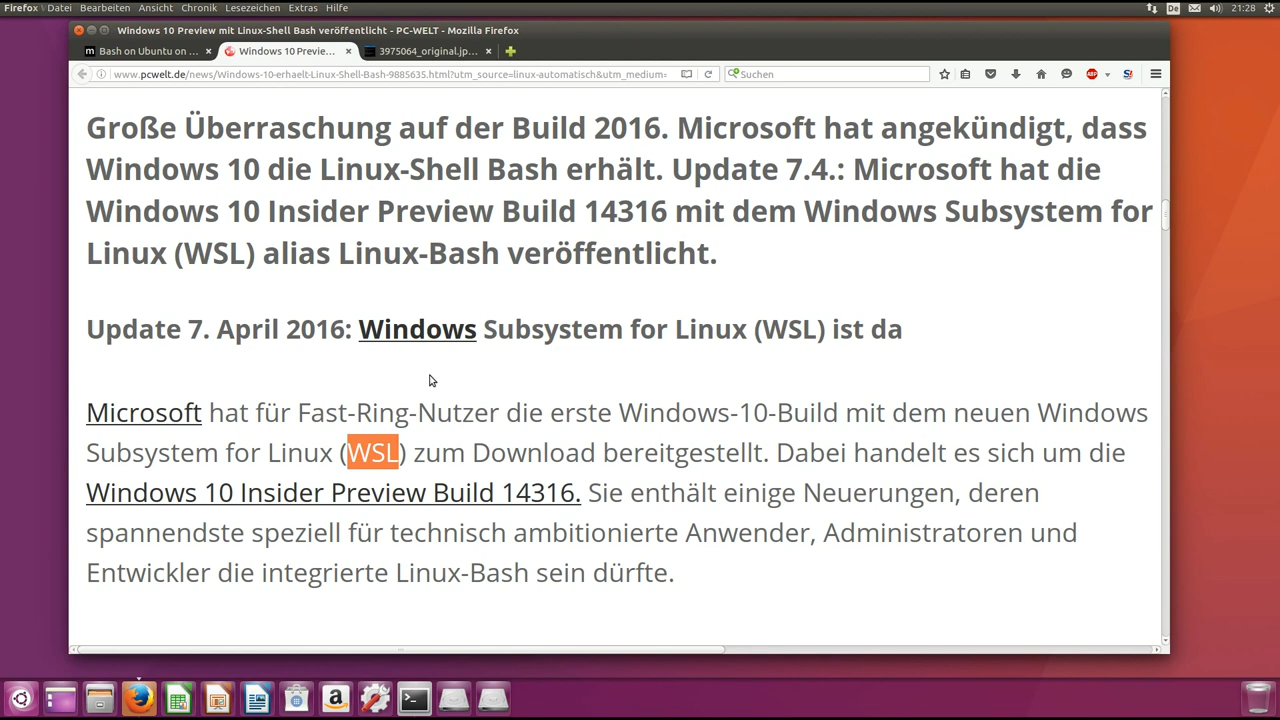 Firefox Datei Bearbeiten Ansicht Chronik Lesezeichen Extras Hilfe De 21:28
Windows 10 Preview mit Linux-Shell Bash veröffentlicht - PC-WELT - Mozilla Firefox
m Bash on Ubuntu on ... Windows 10 Previe... 3975064_original.jp...
www.pcwelt.de/news/Windows-10-erhaelt-Linux-Shell-Bash-9885635.html?utm_source=linux-automatisch&utm_medium= Suchen ABP S!
Große Überraschung auf der Build 2016. Microsoft hat angekündigt, dass
Windows 10 die Linux-Shell Bash erhält. Update 7.4.: Microsoft hat die
Windows 10 Insider Preview Build 14316 mit dem Windows Subsystem for
Linux (WSL) alias Linux-Bash veröffentlicht.
Update 7. April 2016: Windows Subsystem for Linux (WSL) ist da
Microsoft hat für Fast-Ring-Nutzer die erste Windows-10-Build mit dem neuen Windows
Subsystem for Linux (WSL) zum Download bereitgestellt. Dabei handelt es sich um die
Windows 10 Insider Preview Build 14316. Sie enthält einige Neuerungen, deren
spannendste speziell für technisch ambitionierte Anwender, Administratoren und
Entwickler die integrierte Linux-Bash sein dürfte.